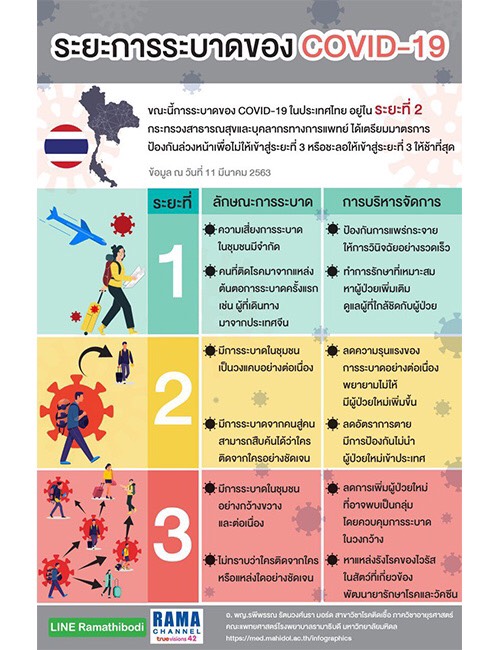 ระยะการระบาดของ COVID-19
ขณะนี้การระบาดของ COVID-19 ในประเทศไทย อยู่ใน ระยะที่ 2
กระทรวงสาธารณสุขและบุคลากรทางการแพทย์ ได้เตรียมมาตรการ
ป้องกันล่วงหน้าเพื่อไม่ให้เข้าสู่ระยะที่ 3 หรือชะลอให้เข้าสู่ระยะที่ 3 ให้ช้าที่สุด
ข้อมูล ณ วันที่ 11 มีนาคม 2563
ระยะที่
ลักษณะการระบาด
การบริหารจัดการ
1
ความเสี่ยงการระบาด
ในชุมชนมีจำกัด
คนที่ติดโรคมาจากแหล่ง
ต้นตอการระบาดครั้งแรก
เช่น ผู้ที่เดินทาง
มาจากประเทศจีน
ป้องกันการแพร่กระจาย
ให้การวินิจฉัยอย่างรวดเร็ว
ทำการรักษาที่เหมาะสม
หาผู้ป่วยเพิ่มเติม
ดูแลผู้ที่ใกล้ชิดกับผู้ป่วย
2
มีการระบาดในชุมชน
เป็นวงแคบอย่างต่อเนื่อง
มีการระบาดจากคนสู่คน
สามารถสืบค้นได้ว่าใคร
ติดจากใครอย่างชัดเจน
ลดความรุนแรงของ
การระบาดอย่างต่อเนื่อง
พยายามไม่ให้
มีผู้ป่วยใหม่เพิ่มขึ้น
ลดอัตราการตาย
มีการป้องกันไม่นำ
ผู้ป่วยใหม่เข้าประเทศ
3
มีการระบาดในชุมชน
อย่างกว้างขวาง
และต่อเนื่อง
ไม่ทราบว่าใครติดจากใคร
หรือแหล่งใดอย่างชัดเจน
ลดการเพิ่มผู้ป่วยใหม่
ที่อาจพบเป็นกลุ่ม
โดยควบคุมการระบาด
ในวงกว้าง
หาแหล่งรังโรคของไวรัส
ในสัตว์ที่เกี่ยวข้อง
พัฒนายารักษาโรคและวัคซีน
LINE Ramathibodi
RAMA
CHANNEL
truevisions 42
อ. พญ.รพีพรรณ รัตนวงศ์นรา มอร์ด สาขาวิชาโรคติดเชื้อ ภาควิชาอายุรศาสตร์
คณะแพทยศาสตร์โรงพยาบาลรามาธิบดี มหาวิทยาลัยมหิดล
https://med.mahidol.ac.th/infographics